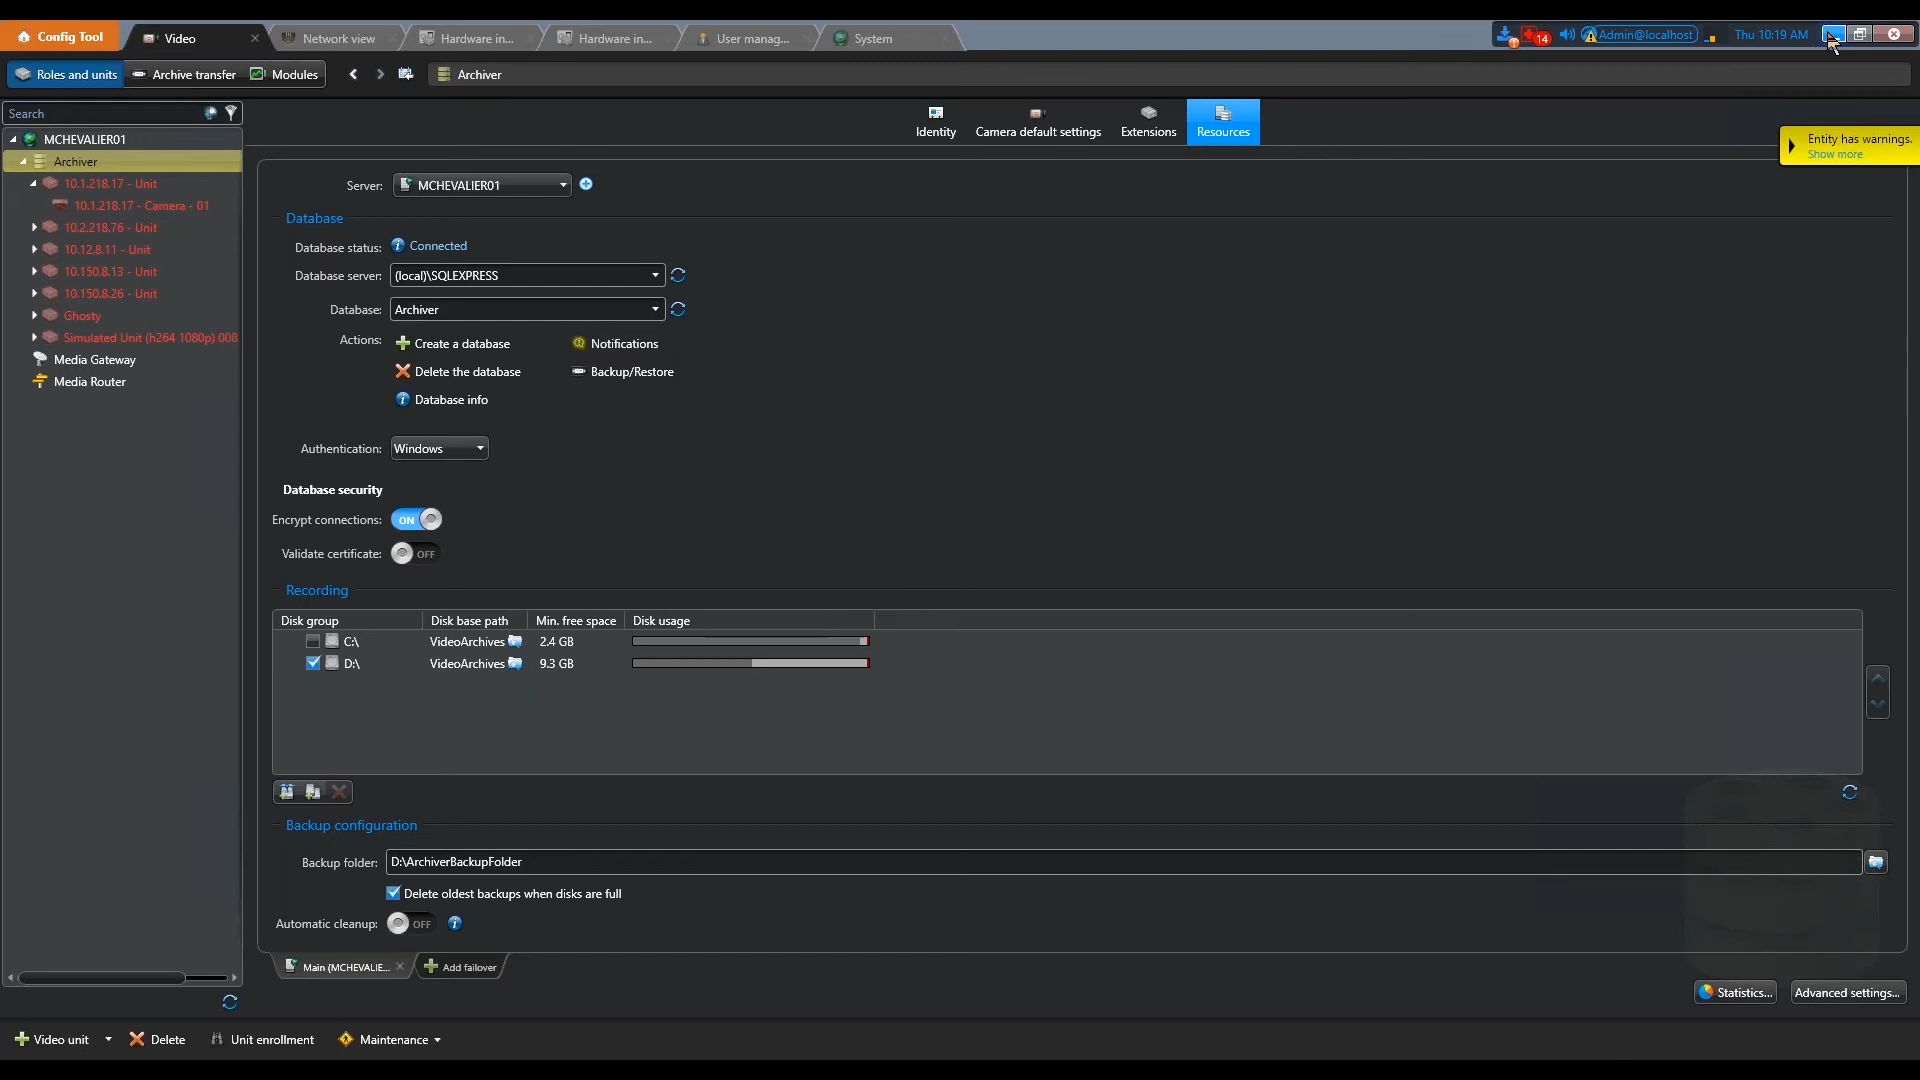 Config Tool
Video
Network view
Hardware in...
Hardware in...
User manag...
System
14
Admin@localhost
Thu 10:19 AM
Roles and units
Archive transfer
Modules
Archiver
Search
Identity
Camera default settings
Extensions
Resources
Entity has warnings.
Show more
MCHEVALIER01
Archiver
10.1.218.17 - Unit
10.1.218.17 - Camera - 01
10.2.218.76 - Unit
10.12.8.11 - Unit
10.150.8.13 - Unit
10.150.8.26 - Unit
Ghosty
Simulated Unit (h264 1080p) 008
Media Gateway
Media Router
Server: MCHEVALIER01
Database
Database status: Connected
Database server: (local)\SQLEXPRESS
Database: Archiver
Actions: Create a database Notifications
Delete the database Backup/Restore
Database info
Authentication: Windows
Database security
Encrypt connections: ON
Validate certificate: OFF
Recording
Disk group Disk base path Min. free space Disk usage
C:\ VideoArchives 2.4 GB
D:\ VideoArchives 9.3 GB
Backup configuration
Backup folder: D:\ArchiverBackupFolder
Delete oldest backups when disks are full
Automatic cleanup: OFF
Main (MCHEVALIE... Add failover
Statistics... Advanced settings...
Video unit Delete Unit enrollment Maintenance